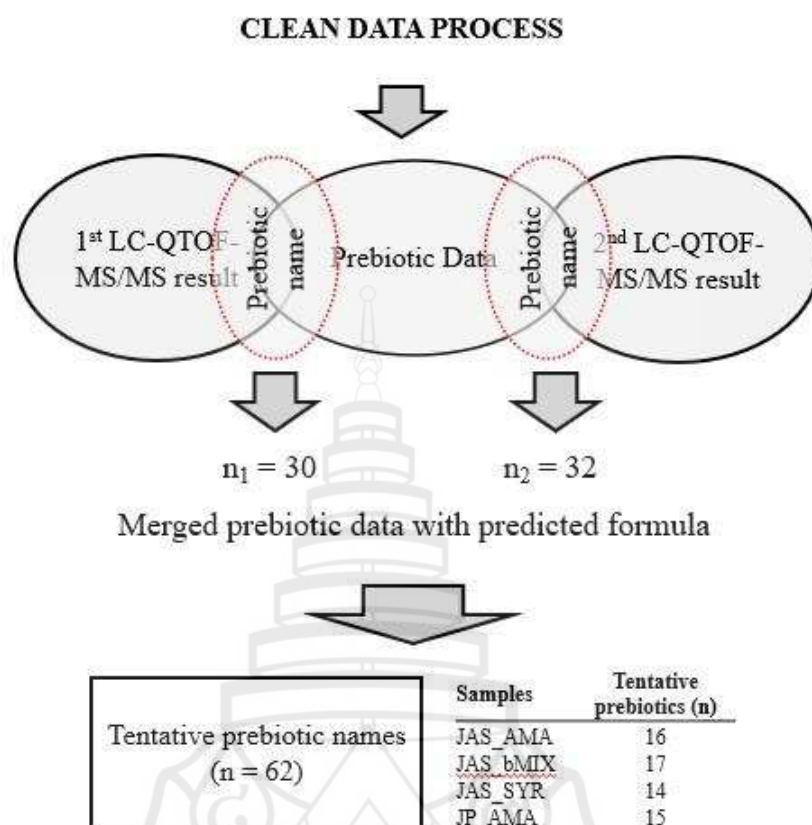 CLEAN DATA PROCESS
1st LC-QTOF-
MS/MS result
Prebiotic
name
Prebiotic Data
Prebiotic
name
2nd LC-QTOF-
MS/MS result
n1 = 30
n2 = 32
Merged prebiotic data with predicted formula
Tentative prebiotic names
(n = 62)
Samples Tentative
prebiotics (n)
JAS_AMA 16
JAS_bMIX 17
JAS_SYR 14
JP_AMA 15